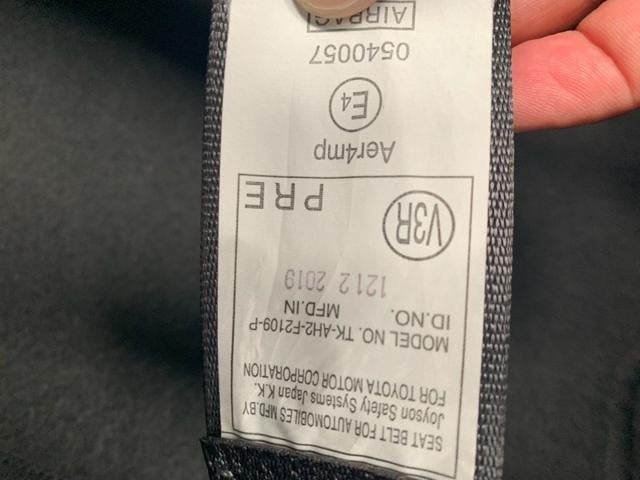 SEAT BELT FOR AUTOMOBILES MFD.BY
Joyson Safety Systems Japan K.K.
FOR TOYOTA MOTOR CORPORATION
MODEL NO. TK-AH2-F2109-P
ID.NO. MFD.IN
1212 2019
V3R PRE
Aer4mp
E4
0540057
AIRBAG